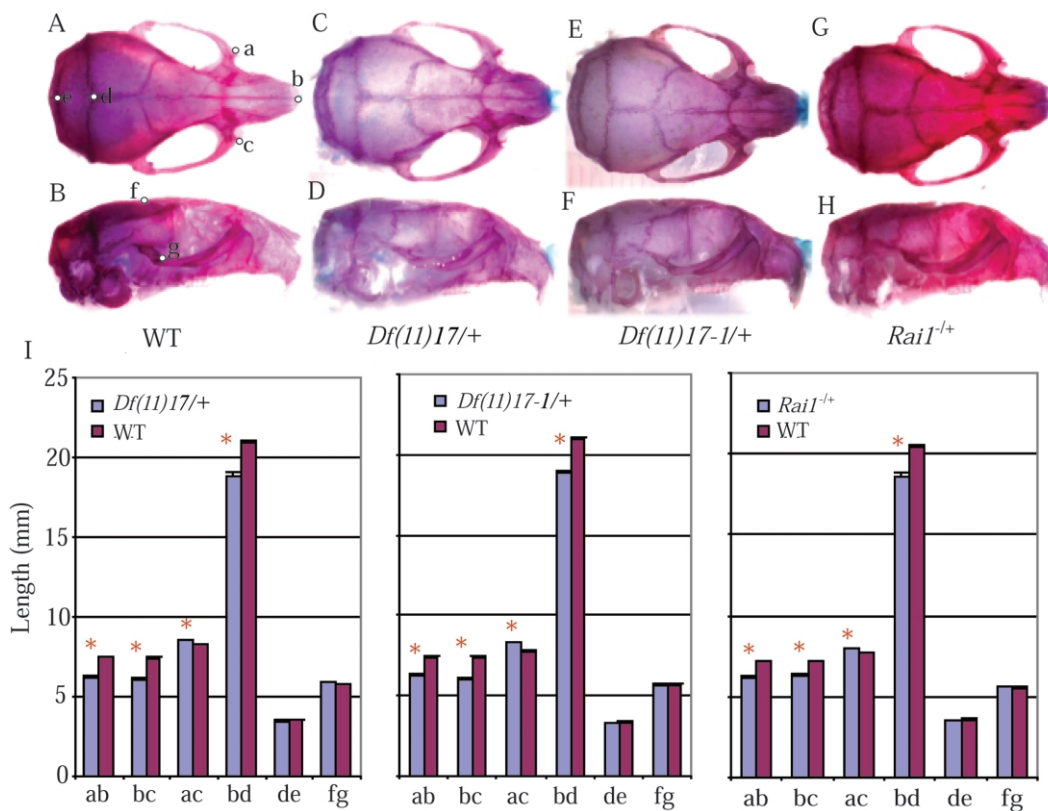 A C E G
a b c d e
B D F H
f g
WT Df(11)17/+ Df(11)17-1/+ Rai1-/+
I
Length (mm)
25
20
15
10
5
0
Df(11)17/+
WT
* * * *
ab bc ac bd de fg
Df(11)17-1/+
WT
* * * *
ab bc ac bd de fg
Rai1-/+
WT
* * * *
ab bc ac bd de fg